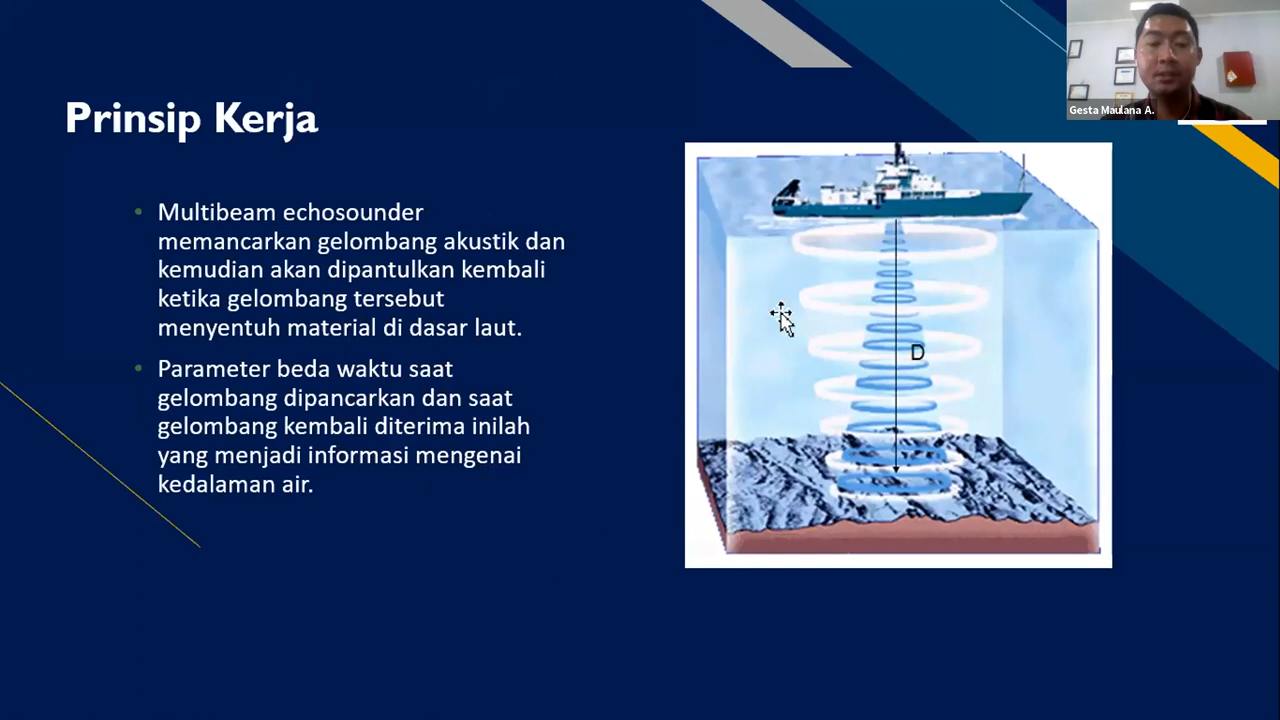 Prinsip Kerja
• Multibeam echosounder
memancarkan gelombang akustik dan
kemudian akan dipantulkan kembali
ketika gelombang tersebut
menyentuh material di dasar laut.
• Parameter beda waktu saat
gelombang dipancarkan dan saat
gelombang kembali diterima inilah
yang menjadi informasi mengenai
kedalaman air.
D
Gesta Maulana A.